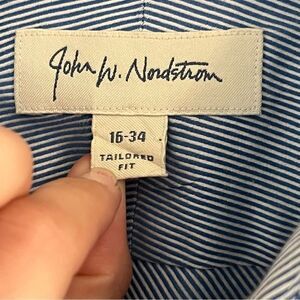 John W. Nordstrom
16-34
TAILORED
FIT